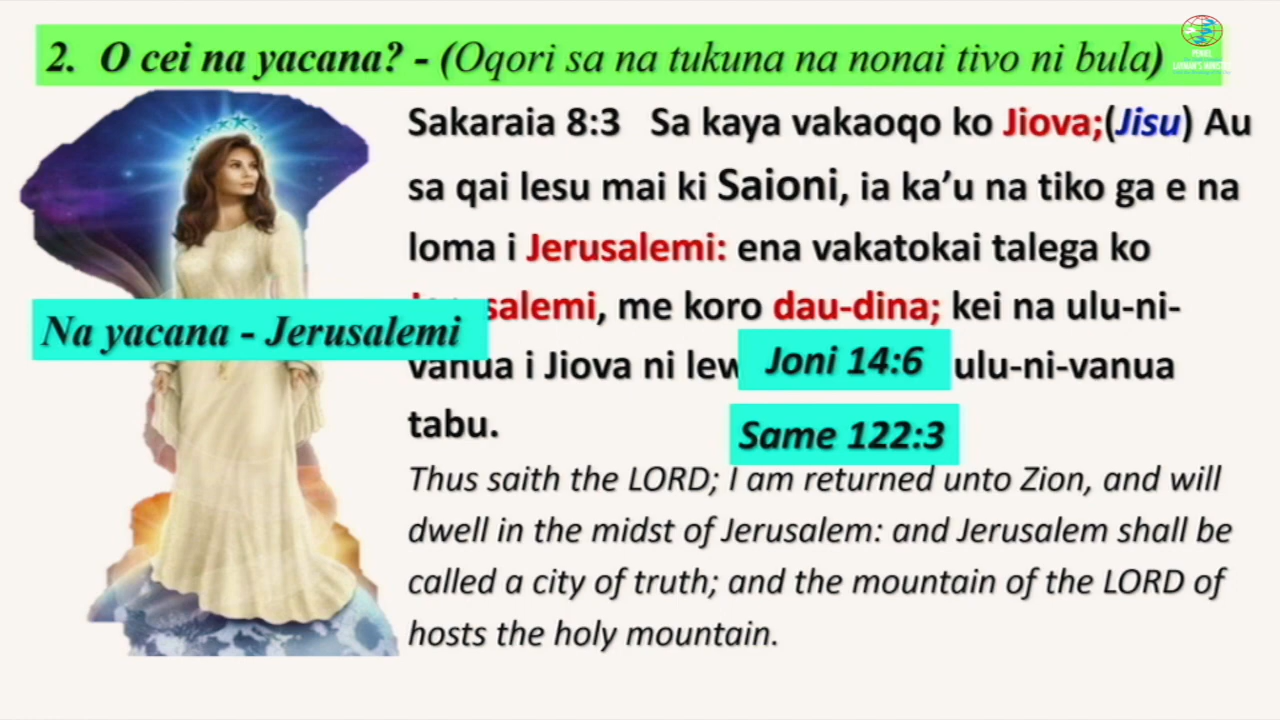 2. O cei na yacana? - (Oqori sa na tukuna na nonai tivo ni bula)
LAYMAN'S MINISTRY
Sakaraia 8:3 Sa kaya vakaoqo ko Jiova;(Jisu) Au
sa qai lesu mai ki Saioni, ia ka'u na tiko ga e na
loma i Jerusalemi: ena vakatokai talega ko
salemi, me koro dau-dina; kei na ulu-ni-
Na yacana - Jerusalemi
vanua i Jiova ni lew ulu-ni-vanua
Joni 14:6
tabu.
Same 122:3
Thus saith the LORD; I am returned unto Zion, and will
dwell in the midst of Jerusalem: and Jerusalem shall be
called a city of truth; and the mountain of the LORD of
hosts the holy mountain.